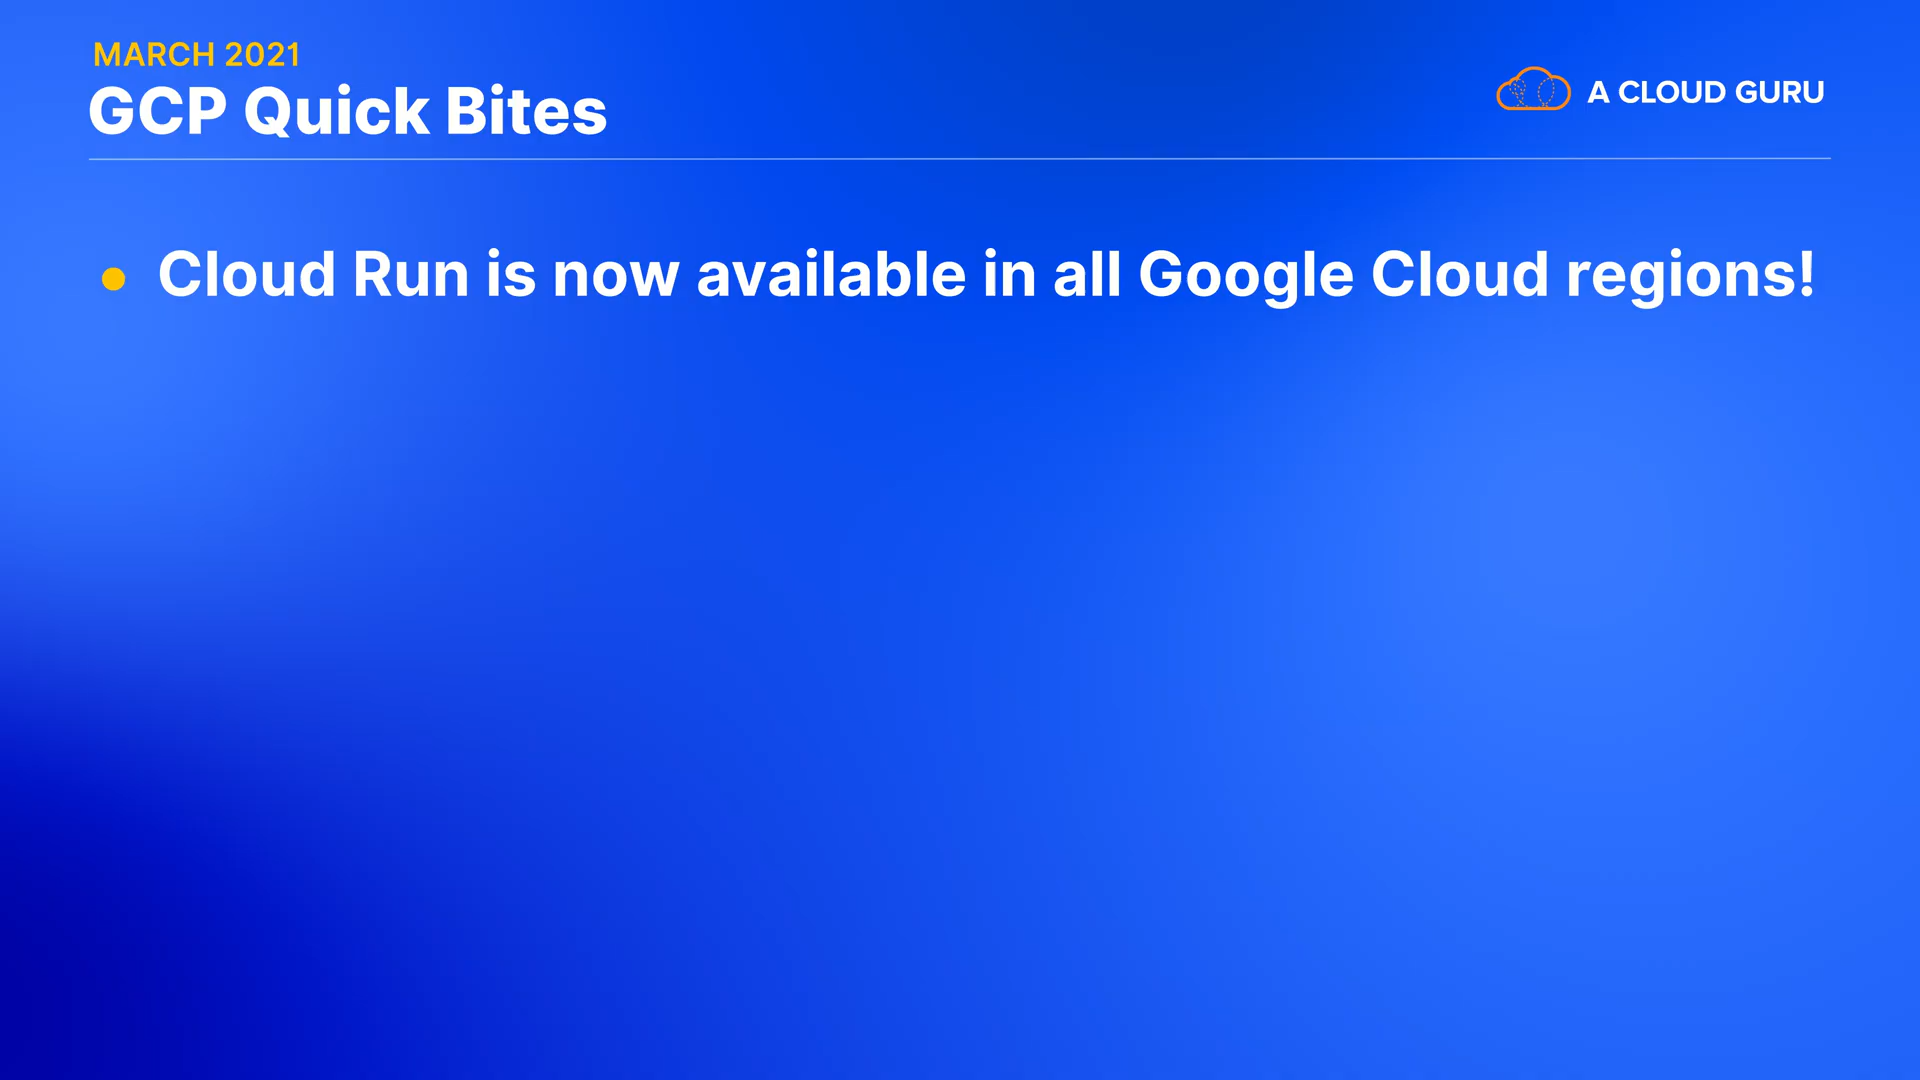 MARCH 2021
GCP Quick Bites
A CLOUD GURU
Cloud Run is now available in all Google Cloud regions!